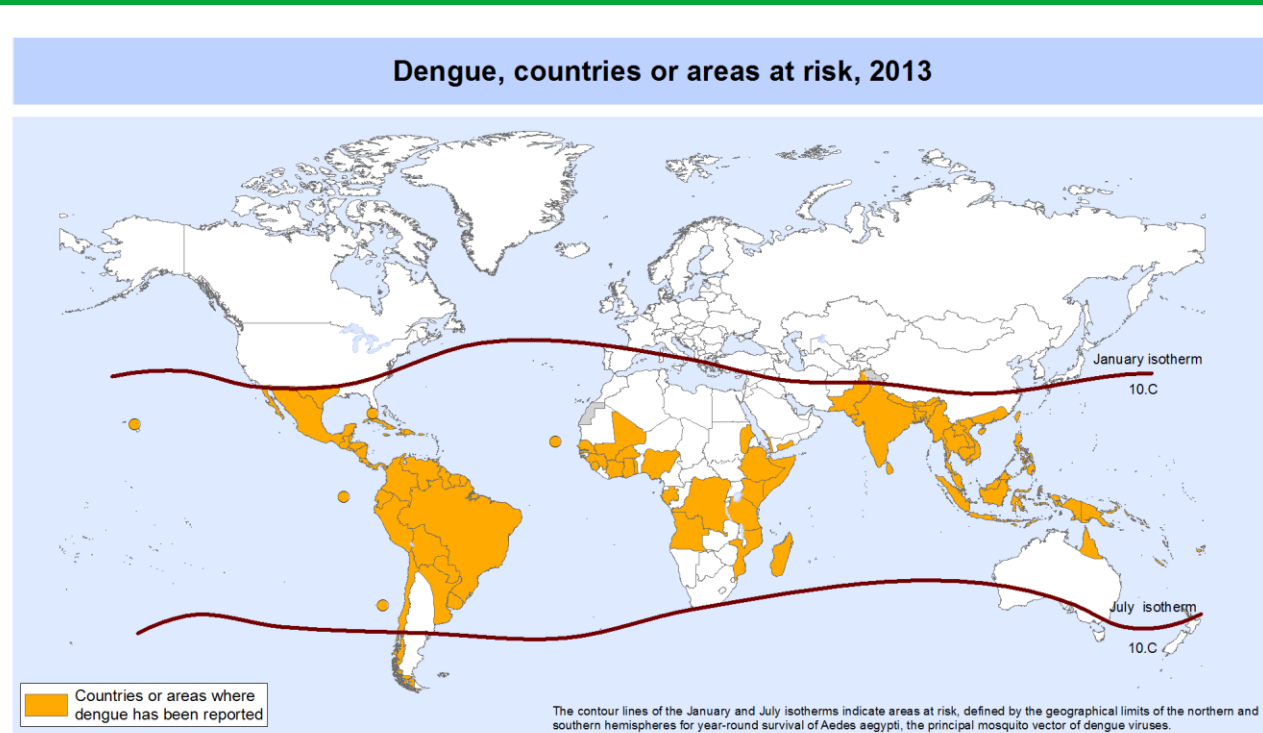 Dengue, countries or areas at risk, 2013
January isotherm
10.C
July isotherm
10.C
Countries or areas where
dengue has been reported
The contour lines of the January and July isotherms indicate areas at risk, defined by the geographical limits of the northern and
southern hemispheres for year-round survival of Aedes aegypti, the principal mosquito vector of dengue viruses.